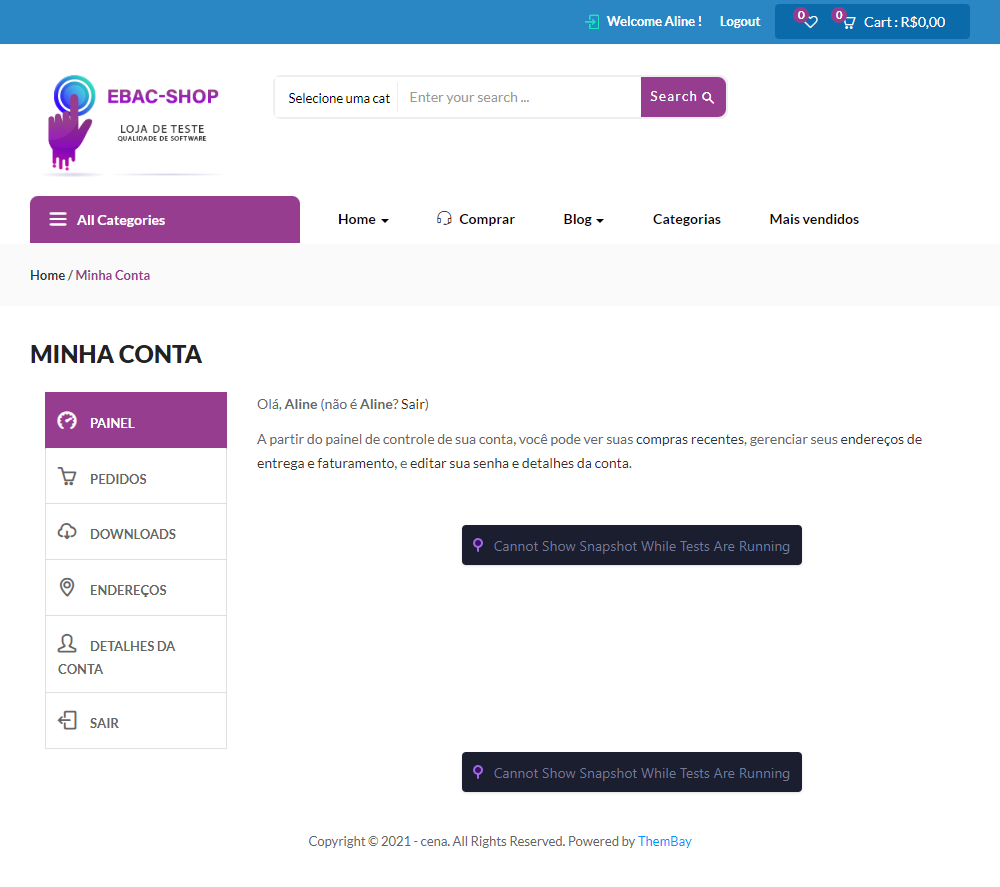 Welcome Aline !
Logout
0
0
Cart : R$0,00
EBAC-SHOP
LOJA DE TESTE
QUALIDADE DE SOFTWARE
Selecione uma cat
Enter your search ...
Search
All Categories
Home
Comprar
Blog
Categorias
Mais vendidos
Home / Minha Conta
MINHA CONTA
PAINEL
PEDIDOS
DOWNLOADS
ENDEREÇOS
DETALHES DA
CONTA
SAIR
Olá, Aline (não é Aline? Sair)
A partir do painel de controle de sua conta, você pode ver suas compras recentes, gerenciar seus endereços de
entrega e faturamento, e editar sua senha e detalhes da conta.
Cannot Show Snapshot While Tests Are Running
Cannot Show Snapshot While Tests Are Running
Copyright © 2021 - cena. All Rights Reserved. Powered by ThemBay